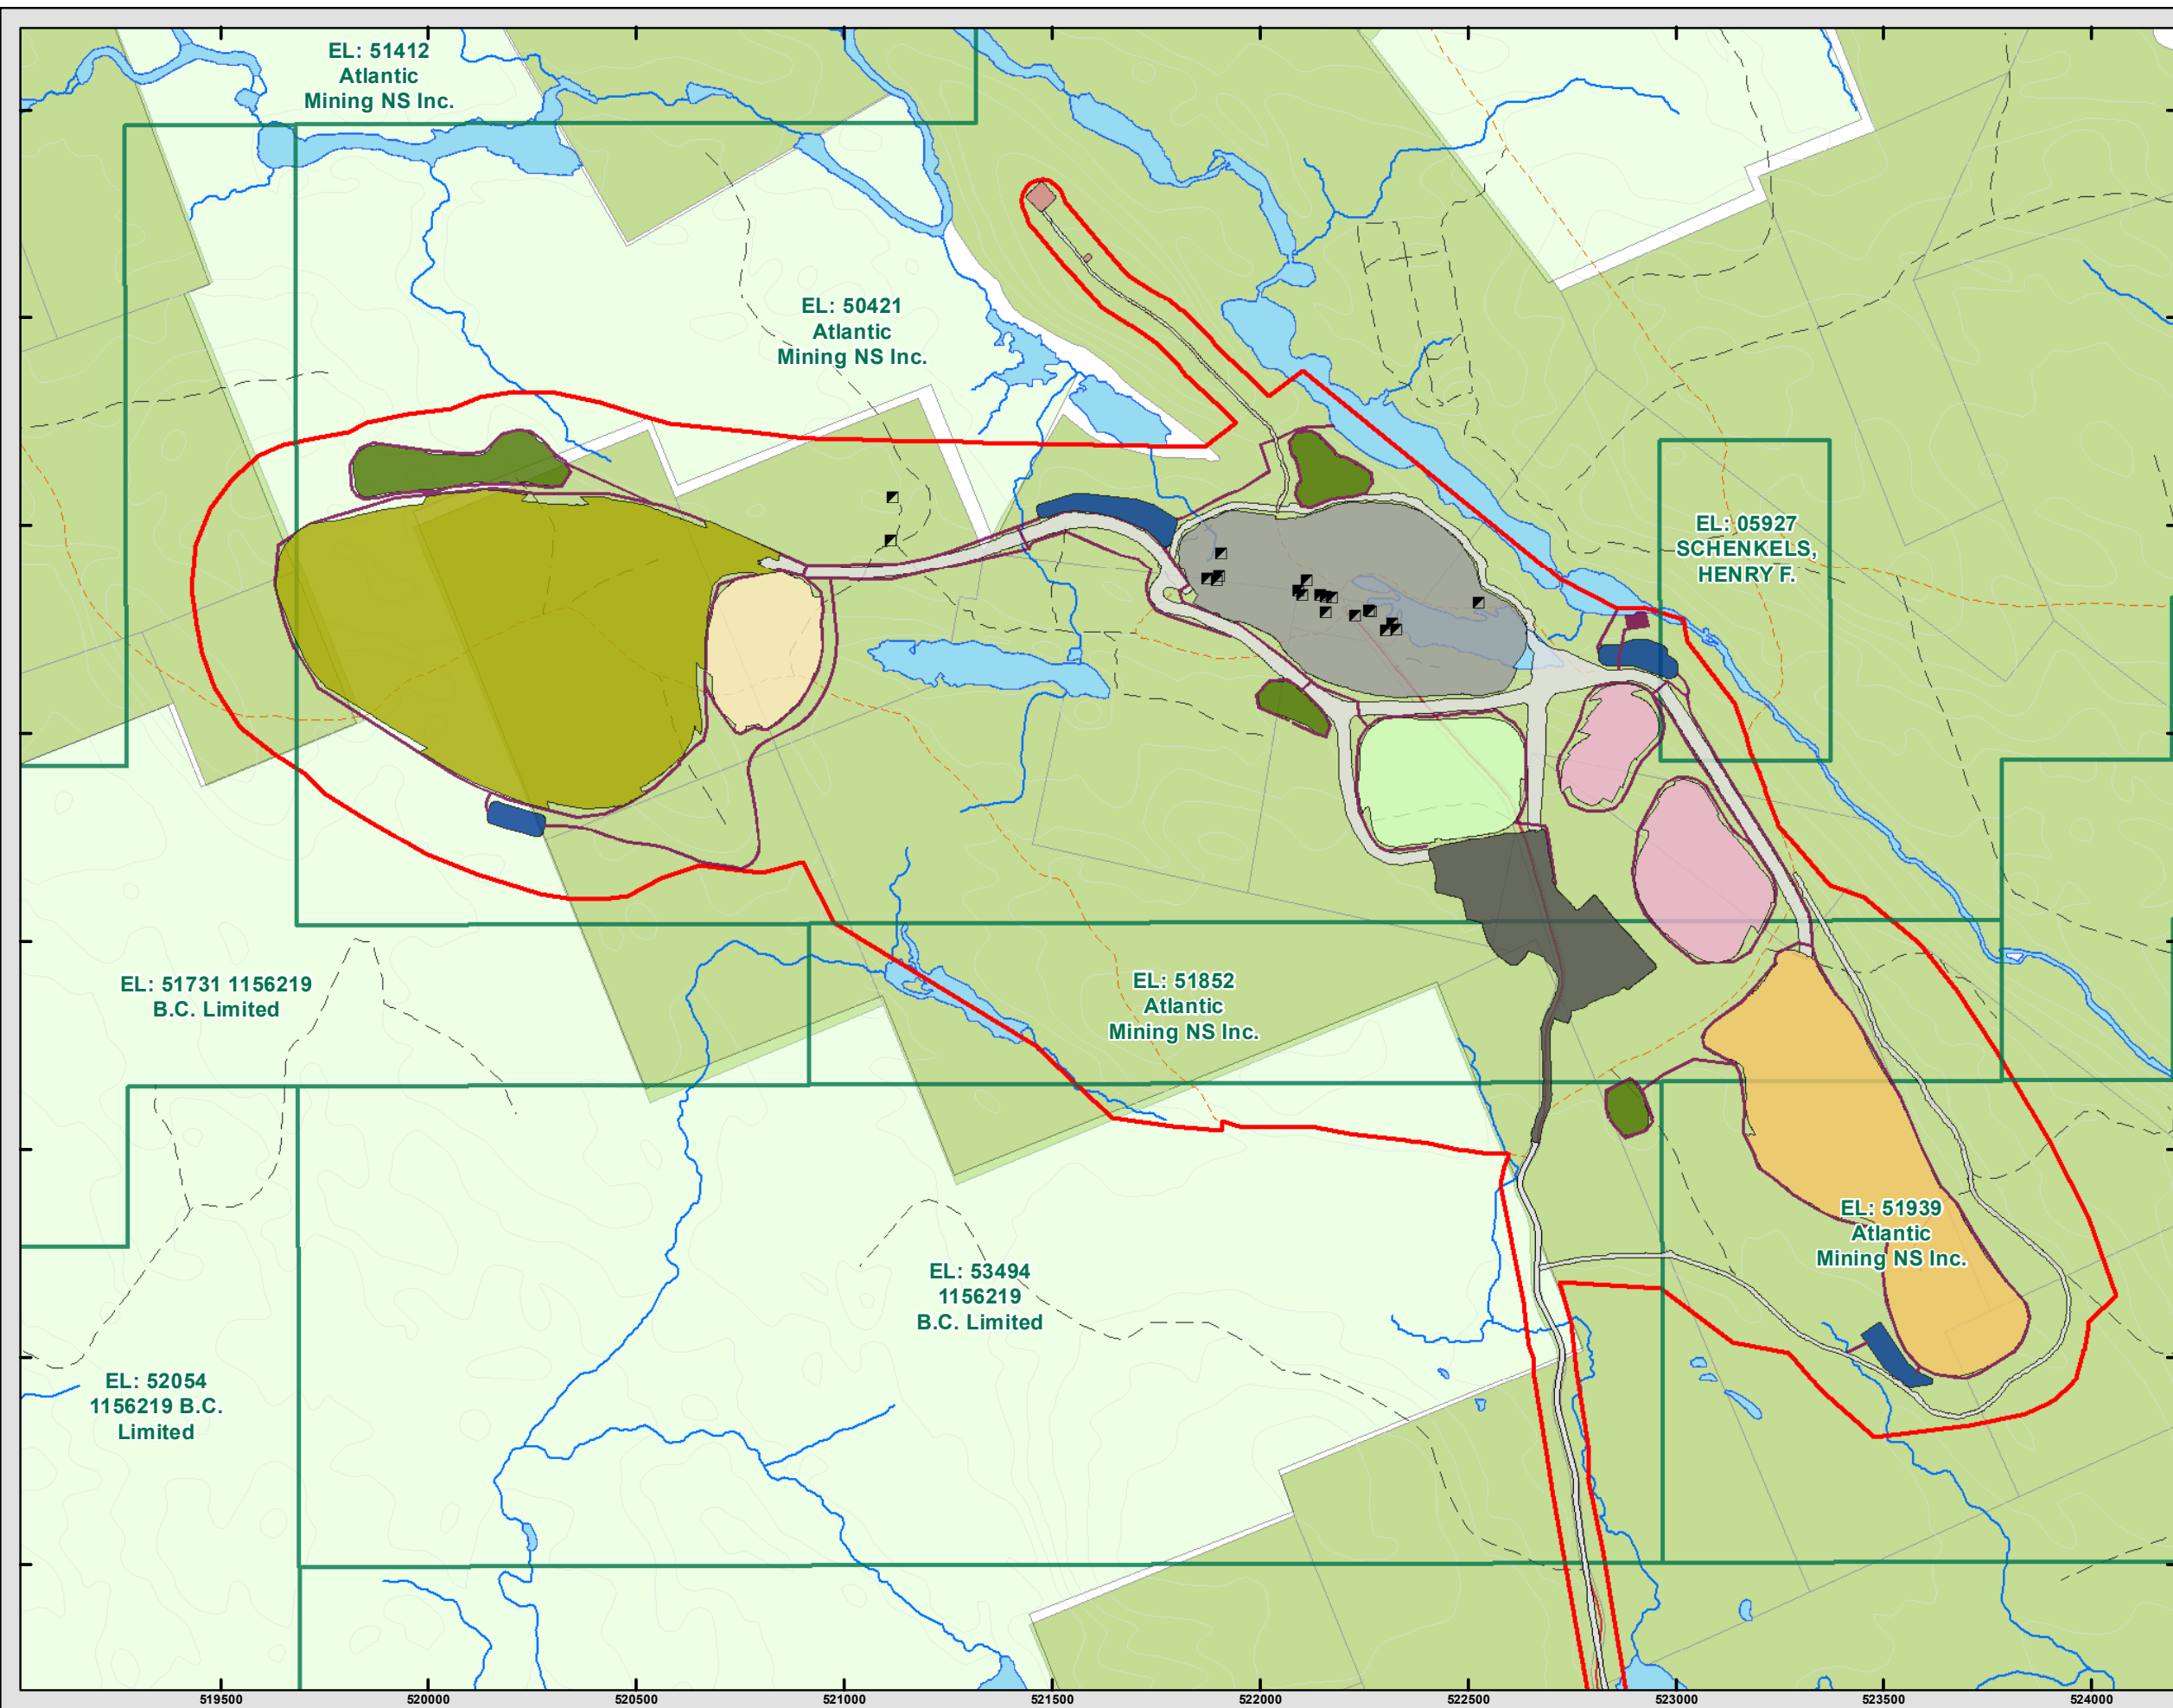 EL: 51412
Atlantic
Mining NS Inc.
EL: 50421
Atlantic
Mining NS Inc.
EL: 05927
SCHENKELS,
HENRY F.
EL: 51731 1156219
B.C. Limited
EL: 51852
Atlantic
Mining NS Inc.
EL: 51939
Atlantic
Mining NS Inc.
EL: 53494
1156219
B.C. Limited
EL: 52054
1156219 B.C.
Limited
519500 520000 520500 521000 521500 522000 522500 523000 523500 524000